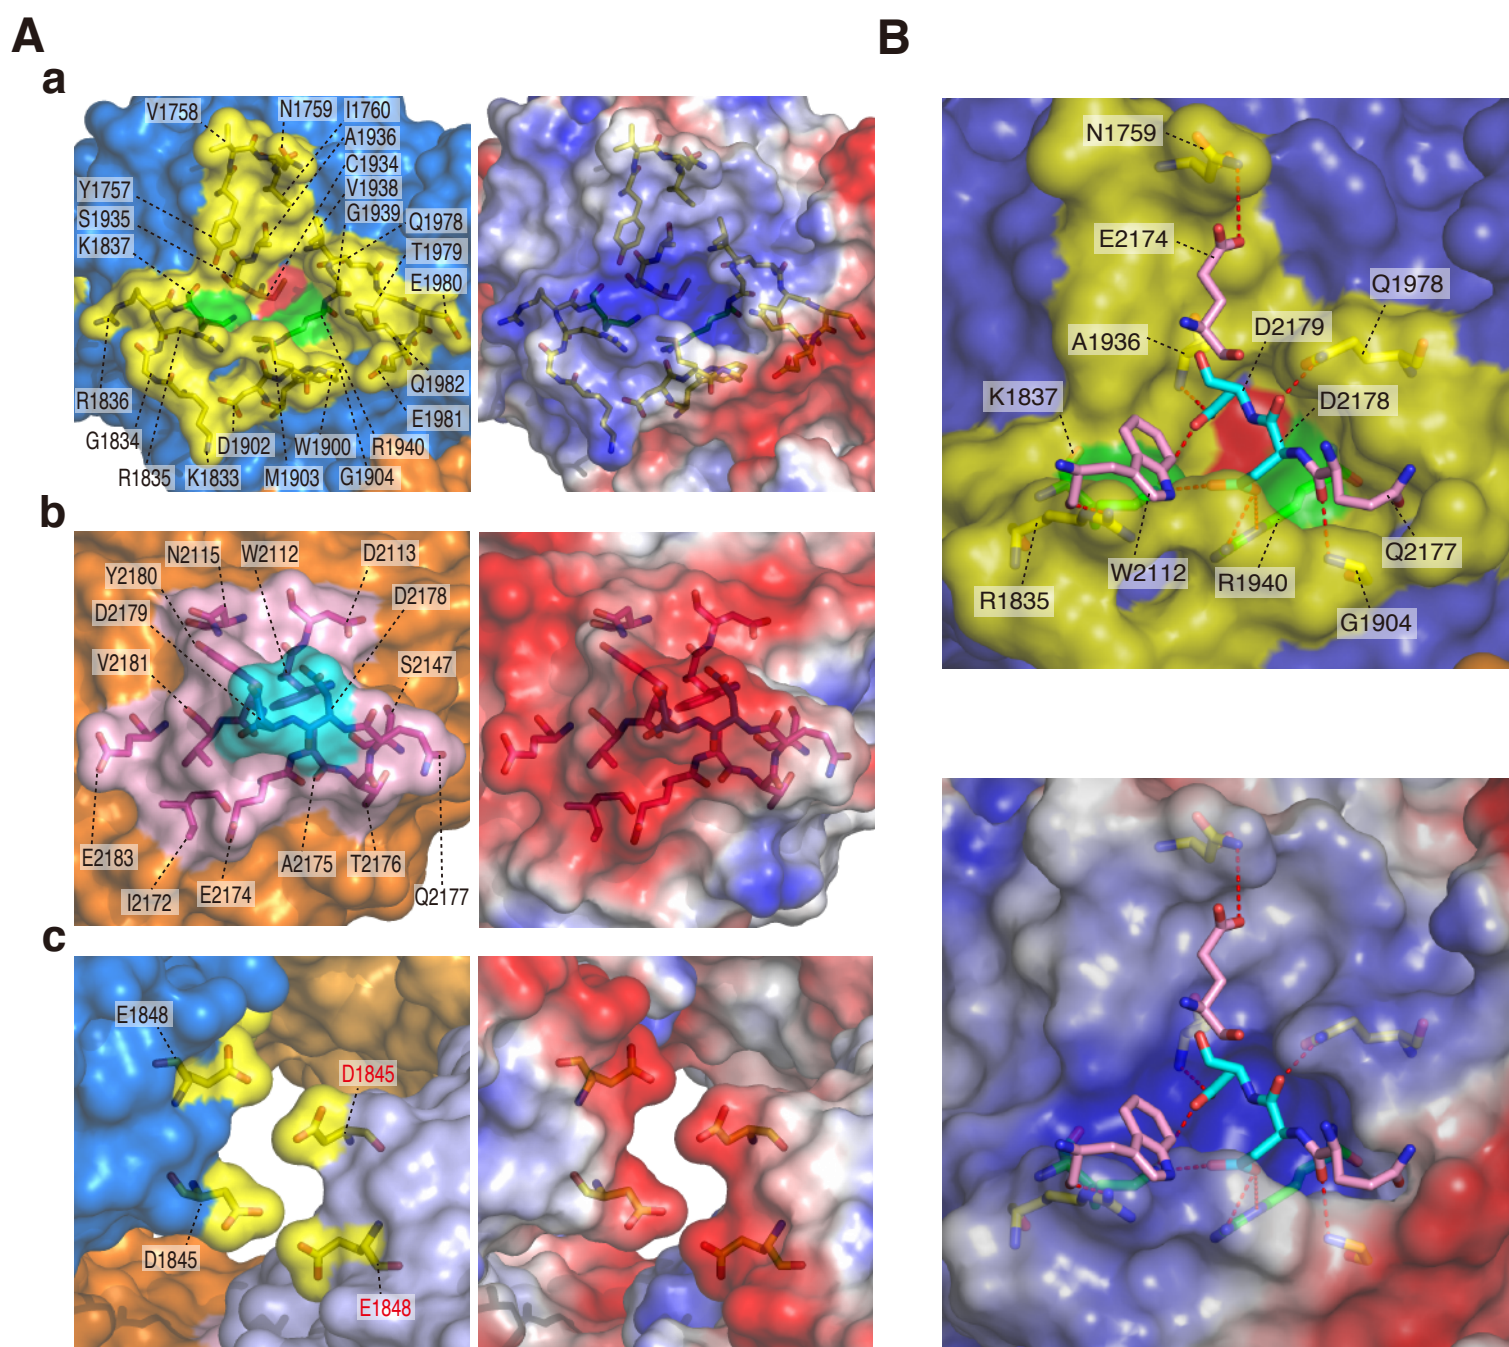 A
B
a
V1758
N1759
I1760
A1936
C1934
V1938
G1939
Y1757
S1935
K1837
Q1978
T1979
E1980
R1836
G1834
R1835
K1833
D1902
M1903
W1900
G1904
R1940
E1981
Q1982
b
N2115
W2112
D2113
Y2180
D2179
D2178
V2181
S2147
E2183
I2172
E2174
A2175
T2176
Q2177
c
E1848
D1845
D1845
E1848
N1759
E2174
Q1978
A1936
D2179
K1837
D2178
R1835
W2112
R1940
Q2177
G1904